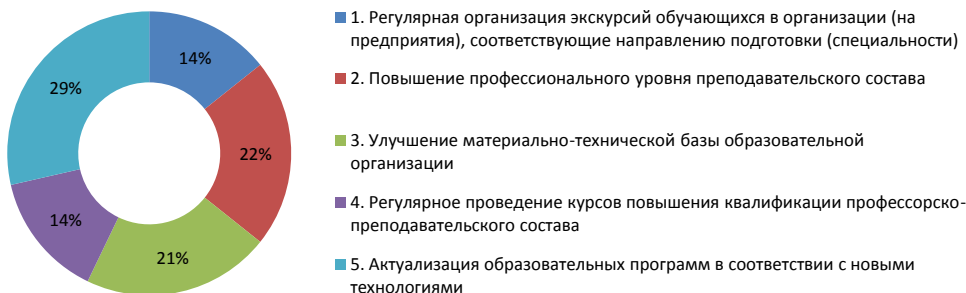 14%
22%
21%
14%
29%
1. Регулярная организация экскурсий обучающихся в организации (на
предприятия), соответствующие направлению подготовки (специальности)
2. Повышение профессионального уровня преподавательского состава
3. Улучшение материально-технической базы образовательной
организации
4. Регулярное проведение курсов повышения квалификации профессорско-
преподавательского состава
5. Актуализация образовательных программ в соответствии с новыми
технологиями